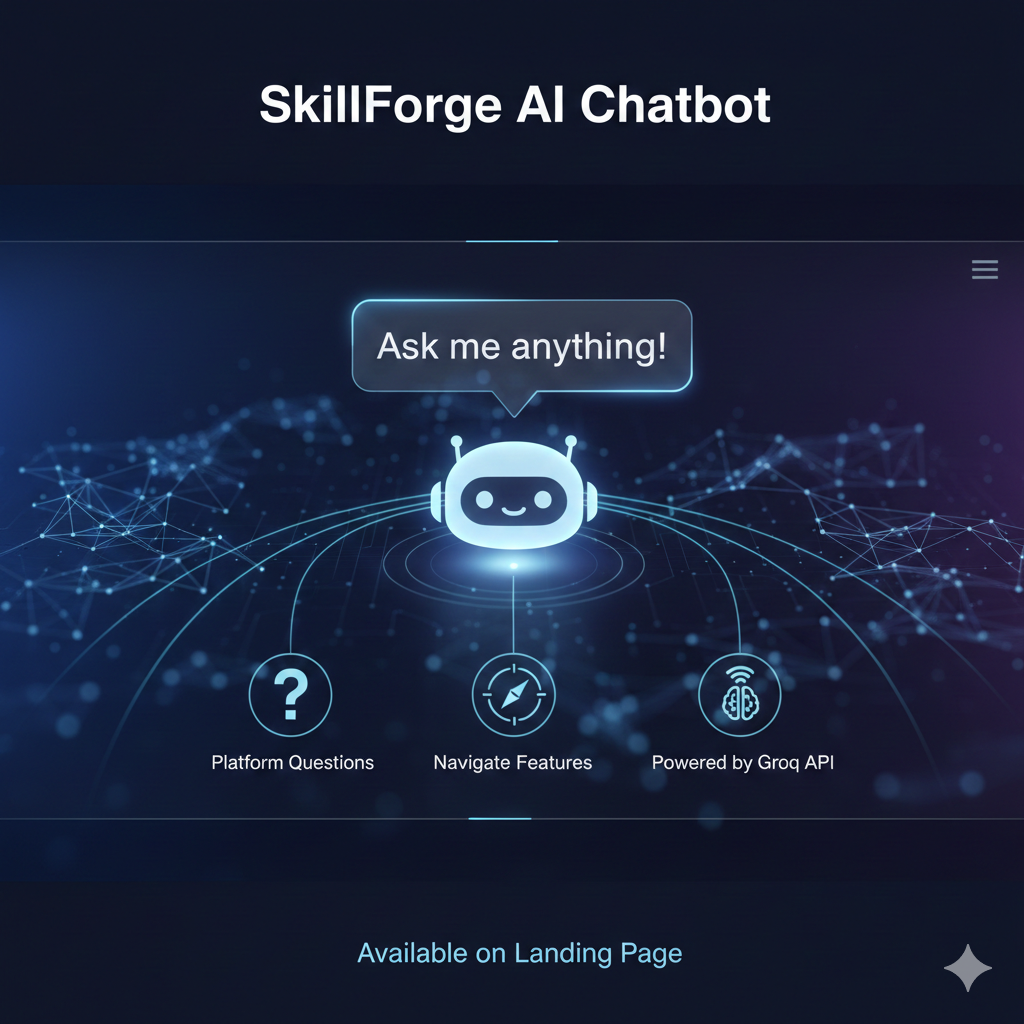 SkillForge AI Chatbot
Ask me anything!
?
Platform Questions
Navigate Features
Powered by Groq API
Available on Landing Page